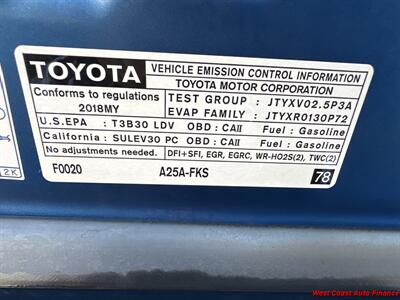 TOYOTA
VEHICLE EMISSION CONTROL INFORMATION
TOYOTA MOTOR CORPORATION
Conforms to regulations
2018MY
TEST GROUP : JTYXV02.5P3A
EVAP FAMILY : JTYXR0130P72
U.S.EPA : T3B30 LDV OBD : CAII Fuel : Gasoline
California : SULEV30 PC OBD : CAII Fuel : Gasoline
No adjustments needed. DFI+SFI, EGR, EGRC, WR-HO2S(2), TWC(2)
F0020 A25A-FKS 78
2K
West Coast Auto Finance